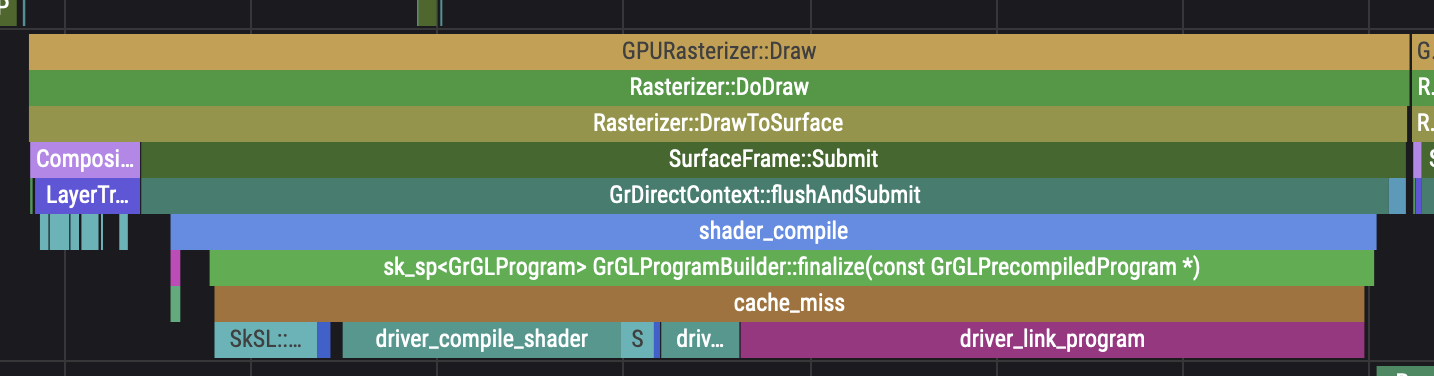 P
GPURasterizer::Draw G.
Rasterizer::DoDraw R.
Rasterizer::DrawToSurface R.
Composi... SurfaceFrame::Submit S
LayerTr... GrDirectContext::flushAndSubmit
shader_compile
sk_sp<GrGLProgram> GrGLProgramBuilder::finalize(const GrGLPrecompiledProgram *)
cache_miss
SkSL::... driver_compile_shader S driv... driver_link_program